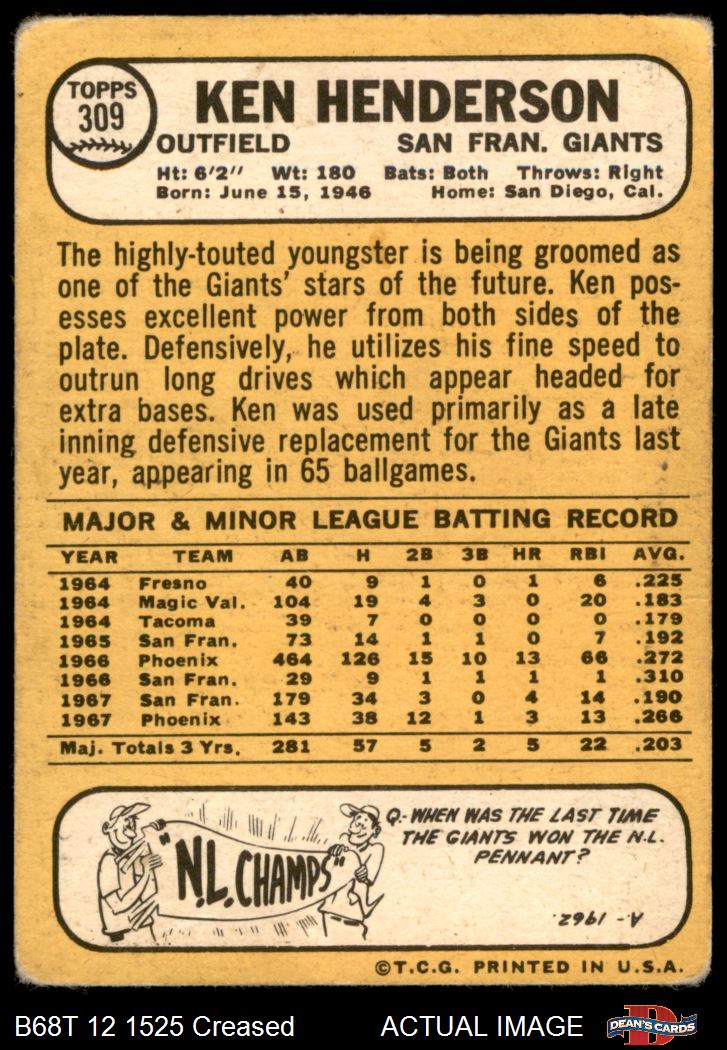 TOPPS
309
KEN HENDERSON
OUTFIELD SAN FRAN. GIANTS
Ht: 6'2" Wt: 180 Bats: Both Throws: Right
Born: June 15, 1946 Home: San Diego, Cal.
The highly-touted youngster is being groomed as
one of the Giants' stars of the future. Ken pos-
esses excellent power from both sides of the
plate. Defensively, he utilizes his fine speed to
outrun long drives which appear headed for
extra bases. Ken was used primarily as a late
inning defensive replacement for the Giants last
year, appearing in 65 ballgames.
MAJOR & MINOR LEAGUE BATTING RECORD
YEAR TEAM AB H 2B 3B HR RBI AVG.
1964 Fresno 40 9 1 0 1 6 .225
1964 Magic Val. 104 19 4 3 0 20 .183
1964 Tacoma 39 7 0 0 0 0 .179
1965 San Fran. 73 14 1 1 0 7 .192
1966 Phoenix 464 126 15 10 13 66 .272
1966 San Fran. 29 9 1 1 1 1 .310
1967 San Fran. 179 34 3 0 4 14 .190
1967 Phoenix 143 38 12 1 3 13 .266
Maj. Totals 3 Yrs. 281 57 5 2 5 22 .203
"N.L. CHAMPS"
Q.- WHEN WAS THE LAST TIME
THE GIANTS WON THE N.L.
PENNANT?
A. - 1962.
©T.C.G. PRINTED IN U.S.A.
B68T 12 1525 Creased ACTUAL IMAGE
D
DEAN'S CARDS